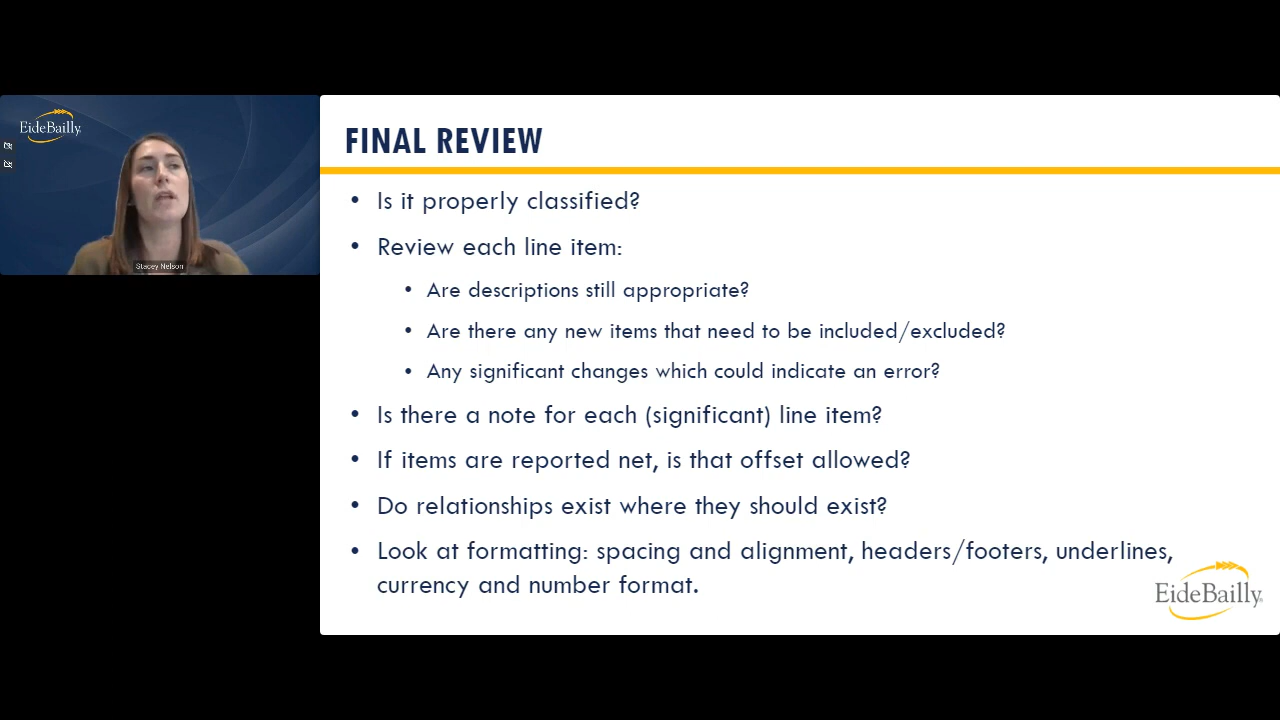 EideBailly
Stacey Nelson
FINAL REVIEW
• Is it properly classified?
• Review each line item:
• Are descriptions still appropriate?
• Are there any new items that need to be included/excluded?
• Any significant changes which could indicate an error?
• Is there a note for each (significant) line item?
• If items are reported net, is that offset allowed?
• Do relationships exist where they should exist?
• Look at formatting: spacing and alignment, headers/footers, underlines,
currency and number format.
EideBailly